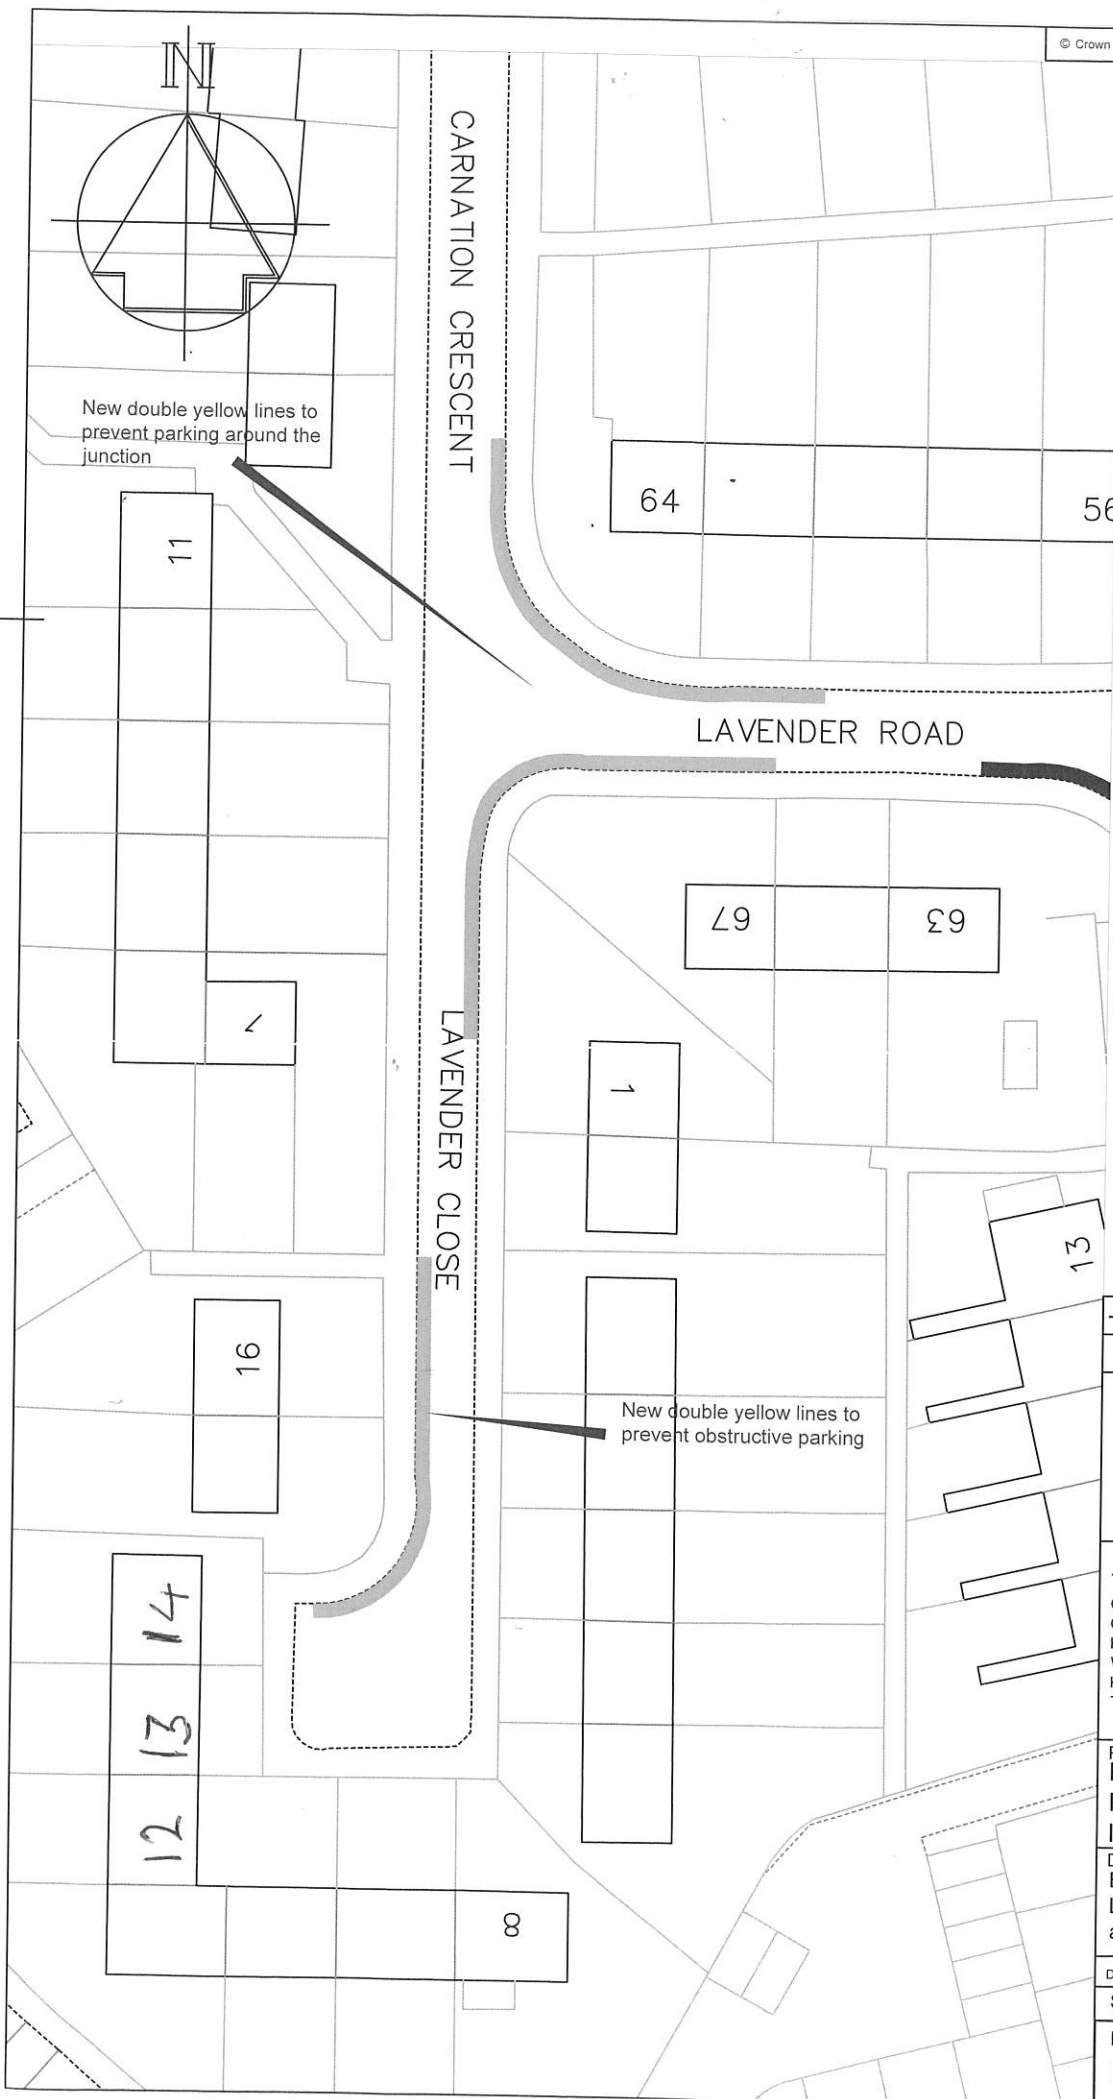 © Crown
N
CARNATION CRESCENT
New double yellow lines to
prevent parking around the
junction
64
56
11
LAVENDER ROAD
67
63
7
1
LAVENDER CLOSE
13
16
New double yellow lines to
prevent obstructive parking
14
13
12
8